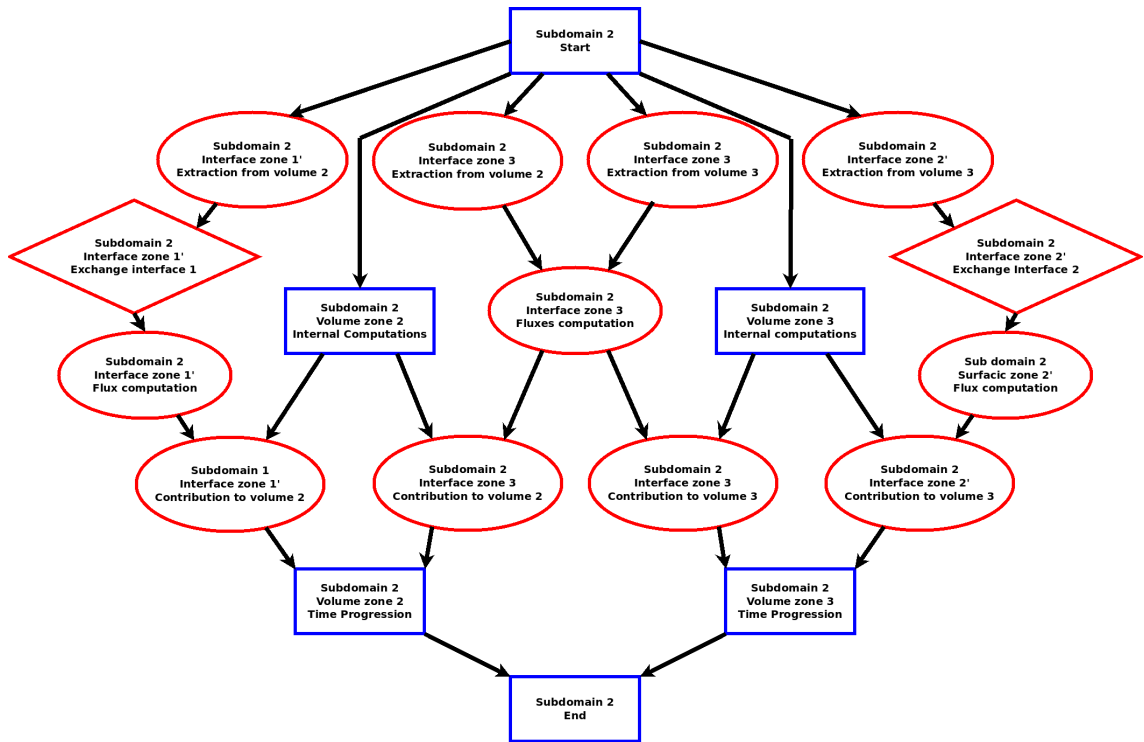 Subdomain 2
Start
Subdomain 2
Interface zone 1'
Extraction from volume 2
Subdomain 2
Interface zone 3
Extraction from volume 2
Subdomain 2
Interface zone 3
Extraction from volume 3
Subdomain 2
Interface zone 2'
Extraction from volume 3
Subdomain 2
Interface zone 1'
Exchange interface 1
Subdomain 2
Interface zone 2'
Exchange Interface 2
Subdomain 2
Volume zone 2
Internal Computations
Subdomain 2
Interface zone 3
Fluxes computation
Subdomain 2
Volume zone 3
Internal computations
Subdomain 2
Interface zone 1'
Flux computation
Sub domain 2
Surfacic zone 2'
Flux computation
Subdomain 1
Interface zone 1'
Contribution to volume 2
Subdomain 2
Interface zone 3
Contribution to volume 2
Subdomain 2
Interface zone 3
Contribution to volume 3
Subdomain 2
Interface zone 2'
Contribution to volume 3
Subdomain 2
Volume zone 2
Time Progression
Subdomain 2
Volume zone 3
Time Progression
Subdomain 2
End